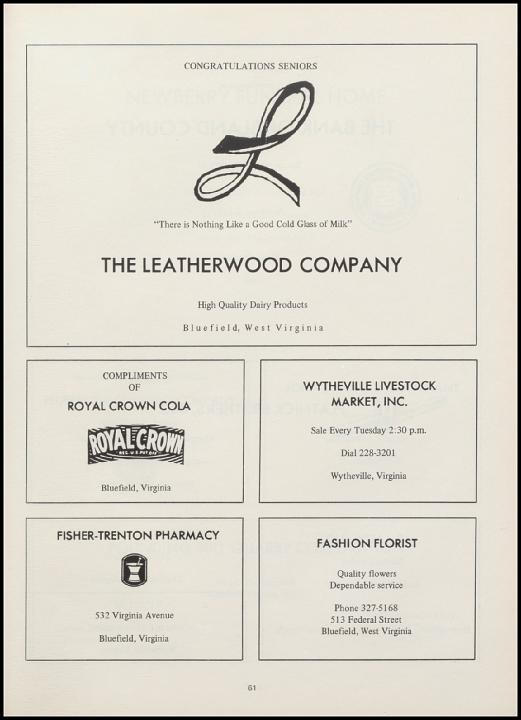 CONGRATULATIONS SENIORS
L
"There is Nothing Like a Good Cold Glass of Milk"
THE LEATHERWOOD COMPANY
High Quality Dairy Products
Bluefield, West Virginia
COMPLIMENTS
OF
ROYAL CROWN COLA
ROYAL CROWN
REG. U.S. PAT. OFF.
Bluefield, Virginia
WYTHEVILLE LIVESTOCK
MARKET, INC.
Sale Every Tuesday 2:30 p.m.
Dial 228-3201
Wytheville, Virginia
FISHER-TRENTON PHARMACY
532 Virginia Avenue
Bluefield, Virginia
FASHION FLORIST
Quality flowers
Dependable service
Phone 327-5168
513 Federal Street
Bluefield, West Virginia
61